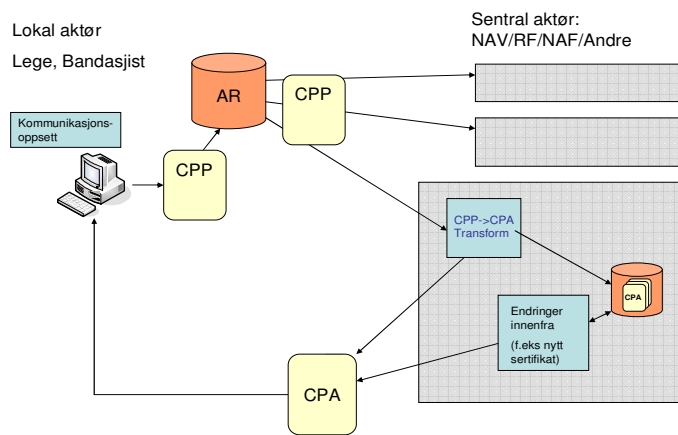 Lokal aktør
Lege, Bandasjist
Sentral aktør:
NAV/RF/NAF/Andre
AR
CPP
Kommunikasjons-
oppsett
CPP
CPP->CPA
Transform
CPA
Endringer
innenfra
(f.eks nytt
sertifikat)
CPA